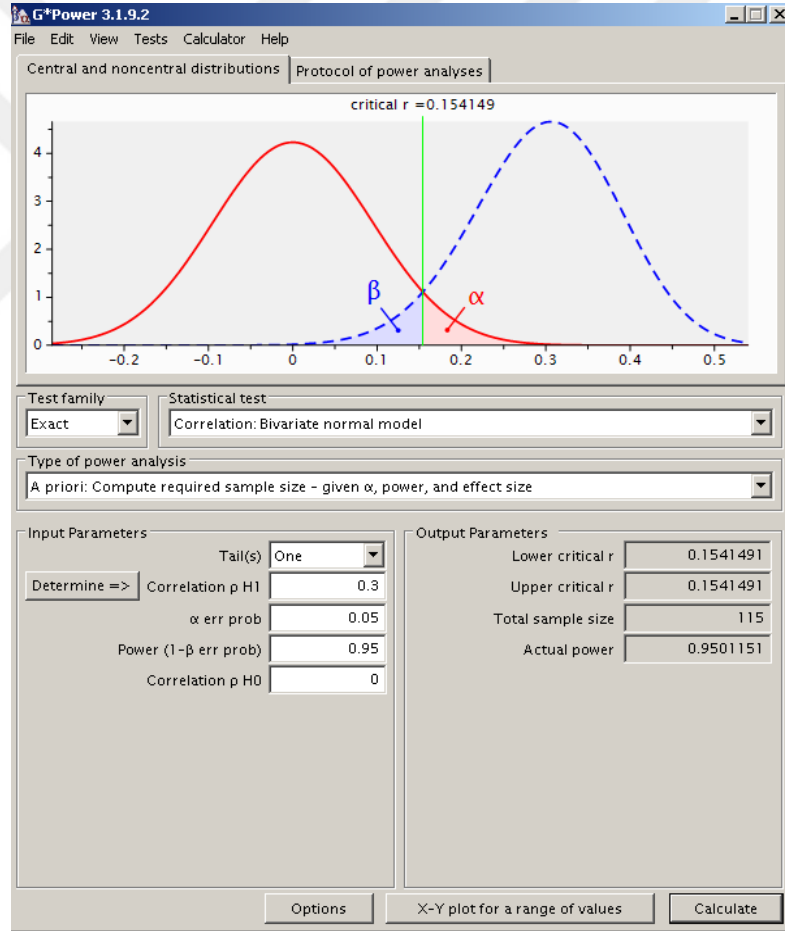 G*Power 3.1.9.2
File Edit View Tests Calculator Help
Central and noncentral distributions Protocol of power analyses
critical r =0.154149
4
3
2
1
0
β
α
-0.2 -0.1 0 0.1 0.2 0.3 0.4 0.5
Test family Statistical test
Exact Correlation: Bivariate normal model
Type of power analysis
A priori: Compute required sample size - given α, power, and effect size
Input Parameters
Tail(s) One
Determine => Correlation ρ H1 0.3
α err prob 0.05
Power (1-β err prob) 0.95
Correlation ρ H0 0
Output Parameters
Lower critical r 0.1541491
Upper critical r 0.1541491
Total sample size 115
Actual power 0.9501151
Options X-Y plot for a range of values Calculate